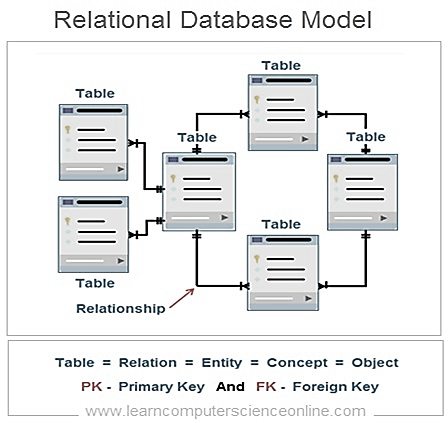 Relational Database Model
Table
Table
Table
Table
Table
Table
Relationship
Table = Relation = Entity = Concept = Object
PK - Primary Key And FK - Foreign Key
www.learncomputerscienceonline.com